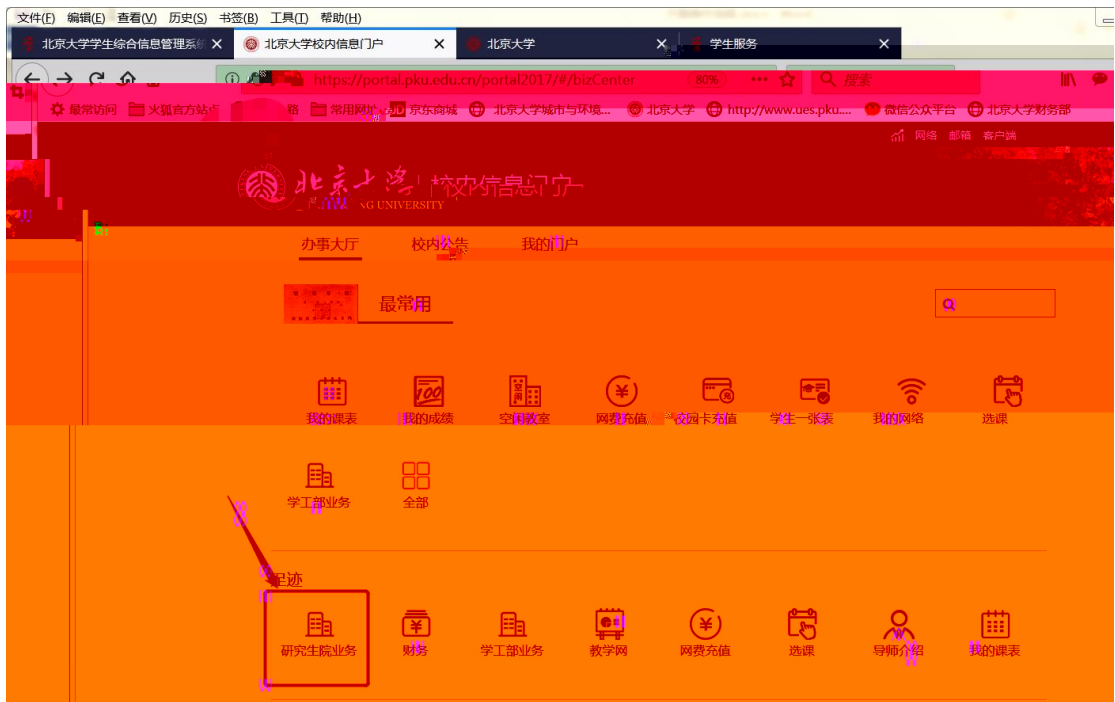 文件(F) 编辑(E) 查看(V) 历史(S) 书签(B) 工具(T) 帮助(H)
北京大学学生综合信息管理系统 北京大学校内信息门户 北京大学 学生服务
https://portal.pku.edu.cn/portal2017/#/bizCenter 80% 搜索
最常访问 火狐官方站点 常用网址 京东商城 北京大学城市与环境... 北京大学 http://www.ues.pku.... 微信公众平台 北京大学财务部
网络 邮箱 客户端
北京大学 校内信息门户
UNIVERSITY
办事大厅 校内公告 我的门户
最常用
我的课表 我的成绩 空闲教室 网费充值 校园卡充值 学生一张表 我的网络 选课
学工部业务 全部
足迹
研究生院业务 财务 学工部业务 教学网 网费充值 选课 导师介绍 我的课表